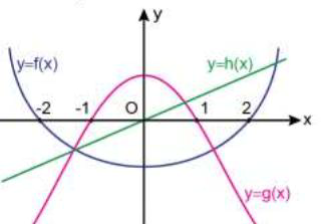 y
y=f(x)
y=h(x)
-2 -1 O 1 2 x
y=g(x)